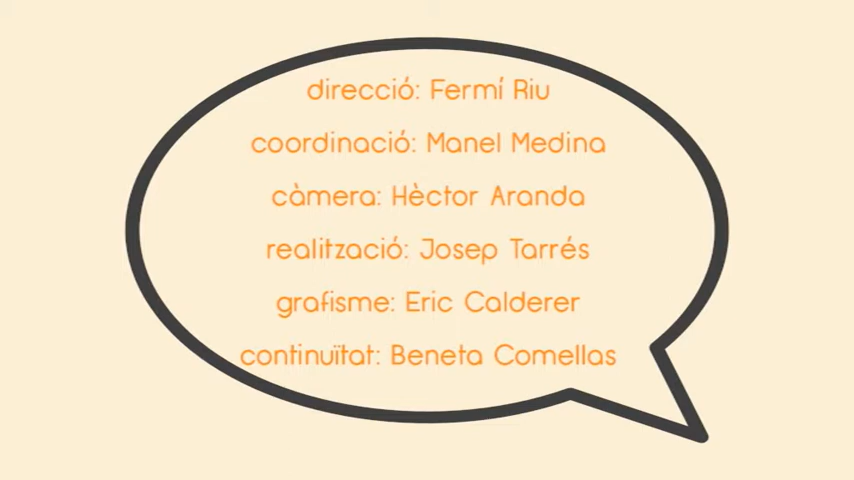 direcció: Fermí Riu
coordinació: Manel Medina
càmera: Hèctor Aranda
realització: Josep Tarrés
grafisme: Eric Calderer
continuïtat: Beneta Comellas